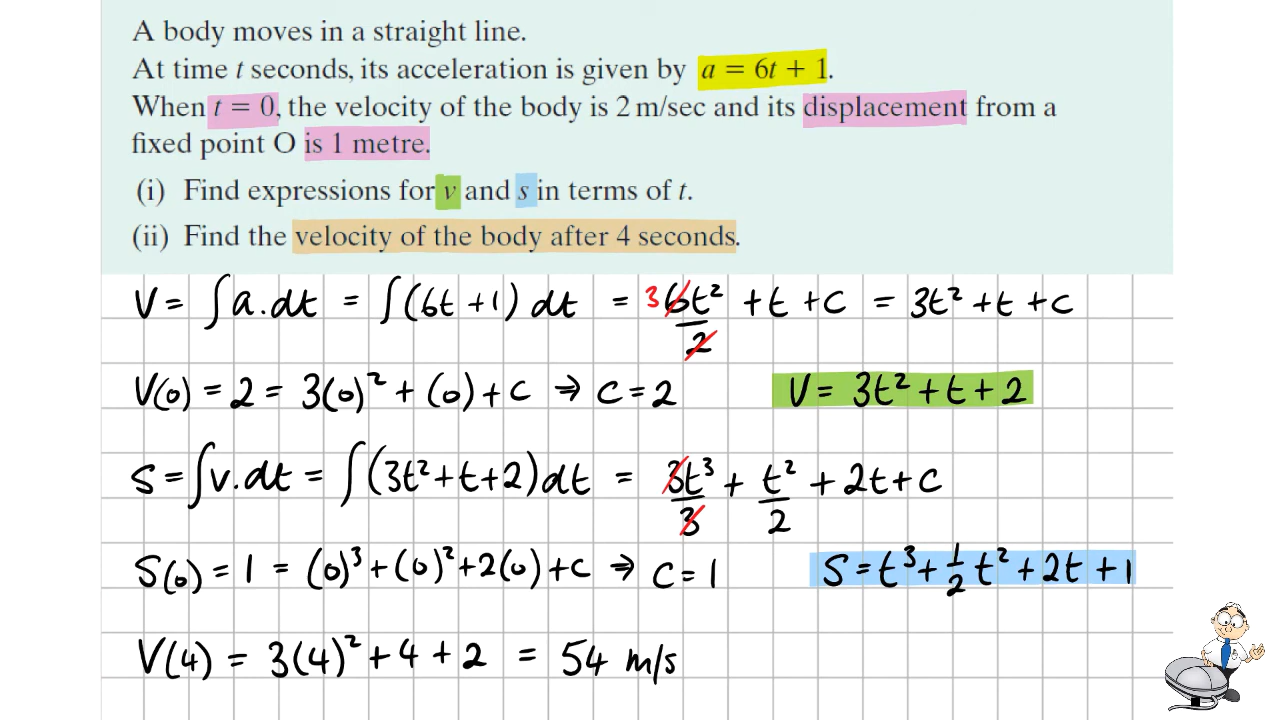 A body moves in a straight line.
At time t seconds, its acceleration is given by a = 6t + 1.
When t = 0, the velocity of the body is 2 m/sec and its displacement from a
fixed point O is 1 metre.
(i) Find expressions for v and s in terms of t.
(ii) Find the velocity of the body after 4 seconds.
V = ∫a.dt = ∫(6t+1) dt = 3 6t²/2 + t + c = 3t² + t + c
V(0) = 2 = 3(0)² + (0) + c ⇒ c = 2 V = 3t² + t + 2
S = ∫v.dt = ∫(3t²+t+2)dt = 3t³/3 + t²/2 + 2t + c
S(0) = 1 = (0)³ + (0)² + 2(0) + c ⇒ c = 1 S = t³ + 1/2 t² + 2t + 1
V(4) = 3(4)² + 4 + 2 = 54 m/s